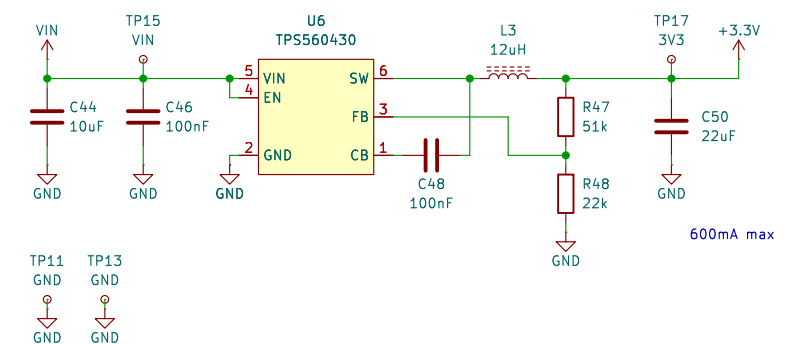 VIN
TP15
VIN
U6
TPS560430
L3
12uH
TP17
3V3
+3.3V
5 VIN
4 EN
2 GND
SW 6
FB 3
CB 1
C44
10uF
C46
100nF
R47
51k
C50
22uF
C48
100nF
R48
22k
GND
GND
GND
GND
GND
600mA max
TP11
GND
TP13
GND
GND
GND